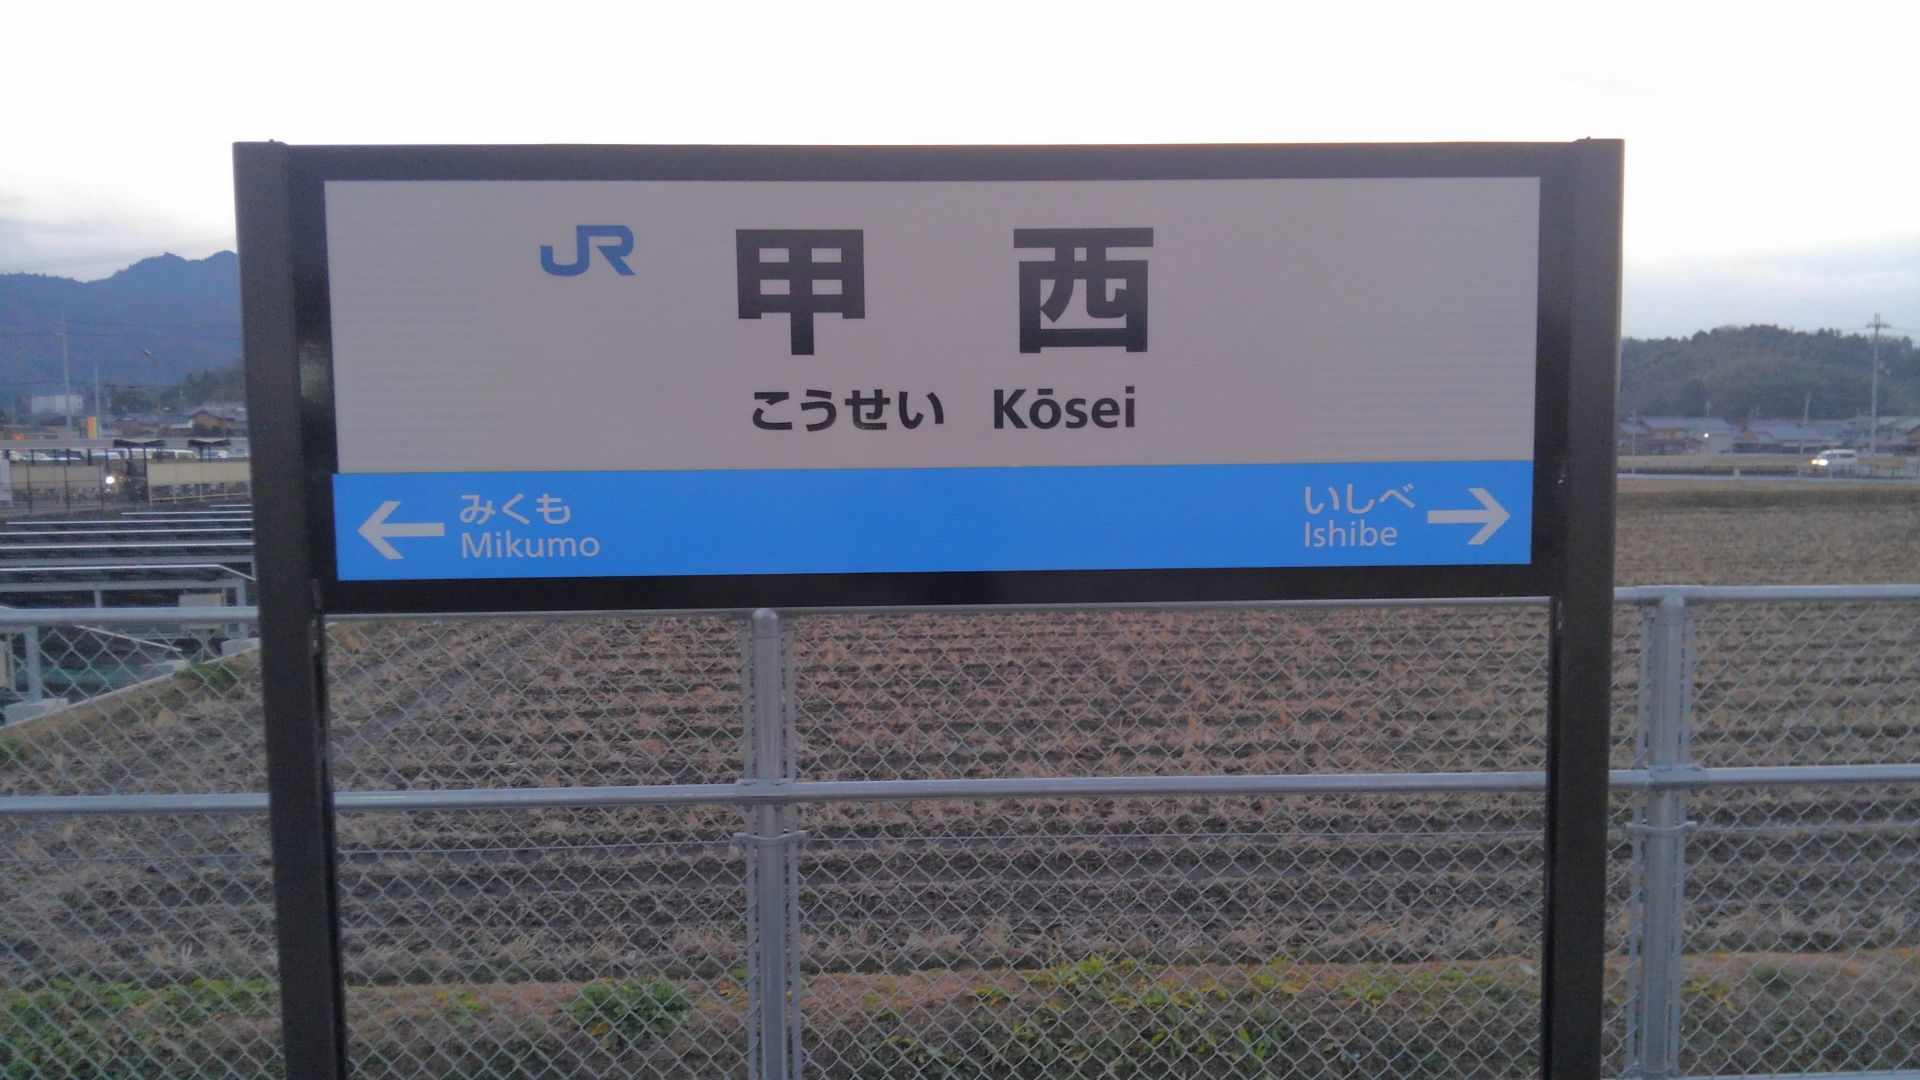 JR 甲西
こうせい Kōsei
← みくも
Mikumo
いしべ →
Ishibe